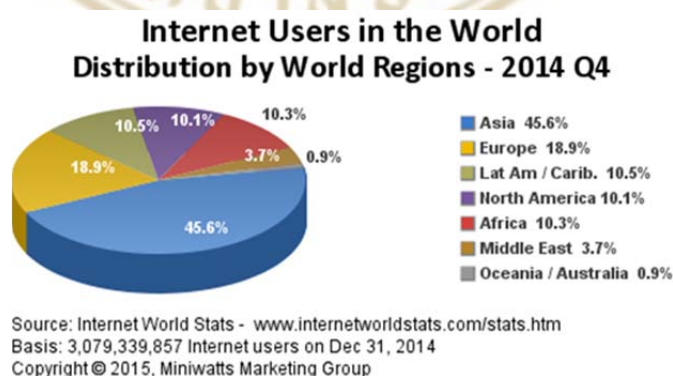 Internet Users in the World
Distribution by World Regions - 2014 Q4
10.5%
10.1%
10.3%
3.7%
0.9%
18.9%
45.6%
Asia 45.6%
Europe 18.9%
Lat Am / Carib. 10.5%
North America 10.1%
Africa 10.3%
Middle East 3.7%
Oceania / Australia 0.9%
Source: Internet World Stats - www.internetworldstats.com/stats.htm
Basis: 3,079,339,857 Internet users on Dec 31, 2014
Copyright © 2015, Miniwatts Marketing Group